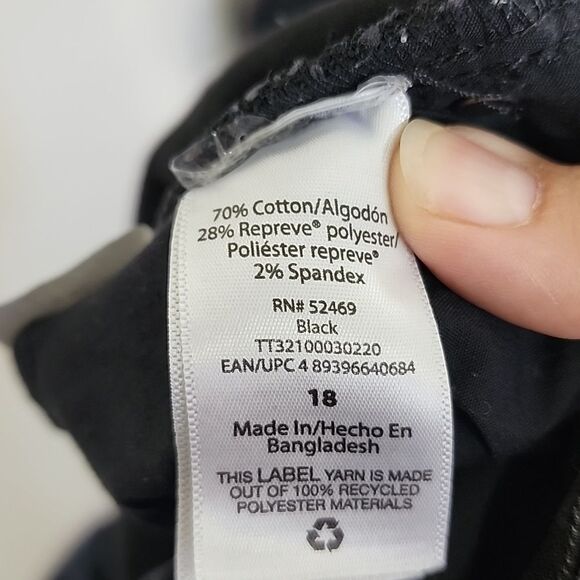 70% Cotton/Algodón
28% Repreve® polyester/
Poliéster repreve®
2% Spandex
RN# 52469
Black
TT32100030220
EAN/UPC 4 89396640684
18
Made In/Hecho En
Bangladesh
THIS LABEL YARN IS MADE
OUT OF 100% RECYCLED
POLYESTER MATERIALS